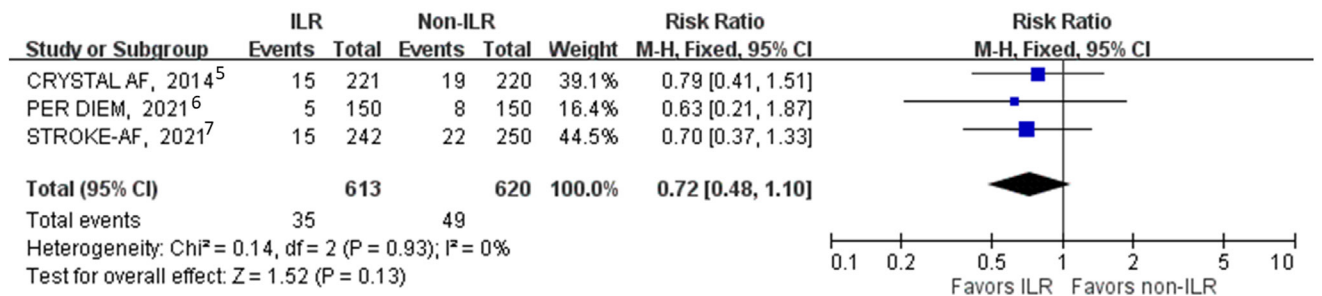 ILR Non-ILR Risk Ratio Risk Ratio
Study or Subgroup Events Total Events Total Weight M-H, Fixed, 95% CI M-H, Fixed, 95% CI
CRYSTAL AF, 2014⁵ 15 221 19 220 39.1% 0.79 [0.41, 1.51]
PER DIEM, 2021⁶ 5 150 8 150 16.4% 0.63 [0.21, 1.87]
STROKE-AF, 2021⁷ 15 242 22 250 44.5% 0.70 [0.37, 1.33]
Total (95% CI) 613 620 100.0% 0.72 [0.48, 1.10]
Total events 35 49
Heterogeneity: Chi² = 0.14, df = 2 (P = 0.93); I² = 0%
Test for overall effect: Z = 1.52 (P = 0.13)
0.1 0.2 0.5 1 2 5 10
Favors ILR Favors non-ILR